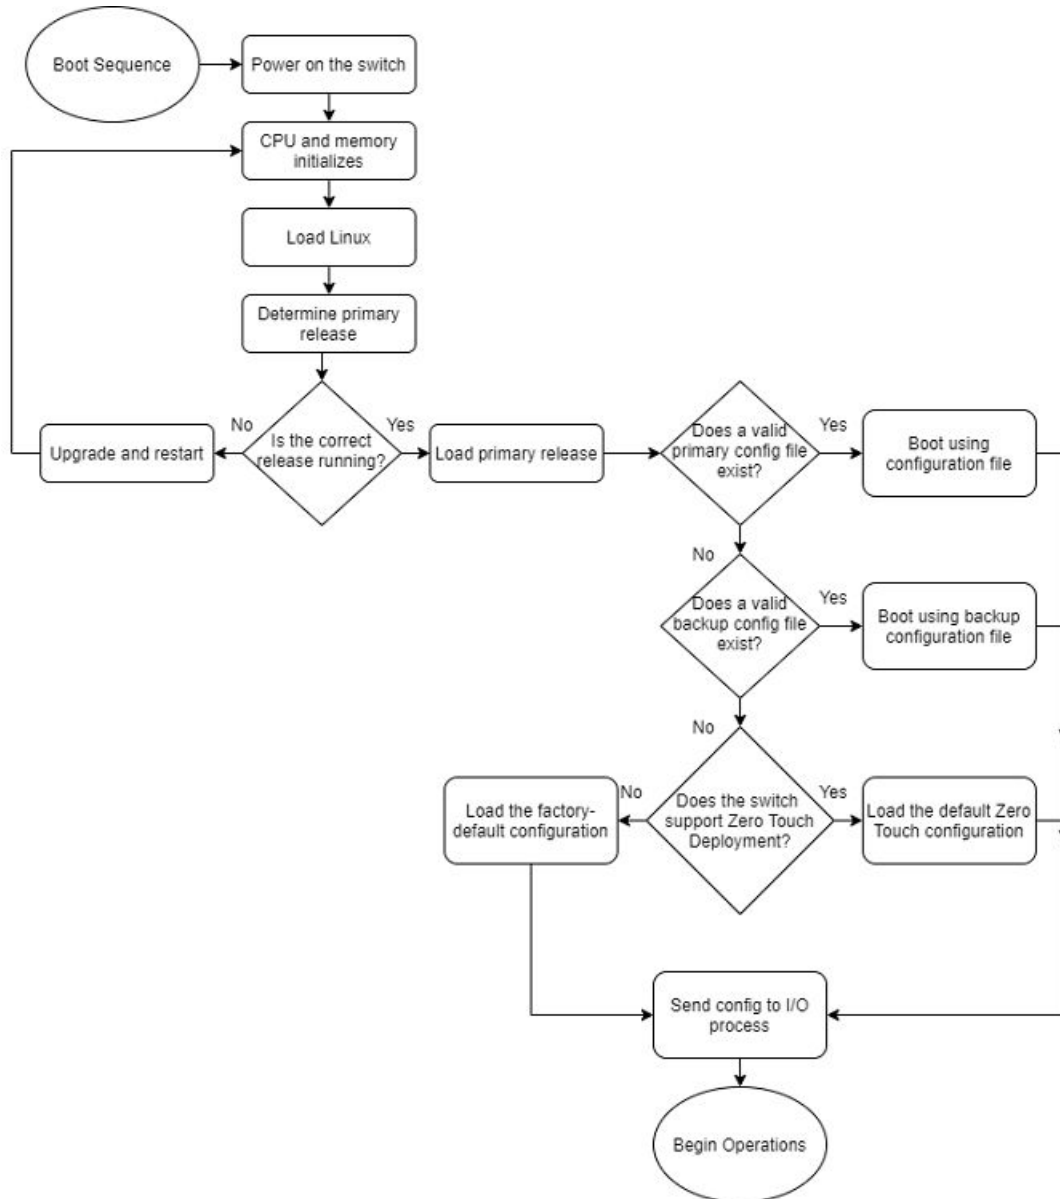 Boot Sequence
Power on the switch
CPU and memory
initializes
Load Linux
Determine primary
release
No
Is the correct
release running?
Yes
Upgrade and restart
Load primary release
Does a valid
primary config file
exist?
Yes
Boot using
configuration file
No
Does a valid
backup config file
exist?
Yes
Boot using backup
configuration file
No
Load the factory-
default configuration
No
Does the switch
support Zero Touch
Deployment?
Yes
Load the default Zero
Touch configuration
Send config to I/O
process
Begin Operations